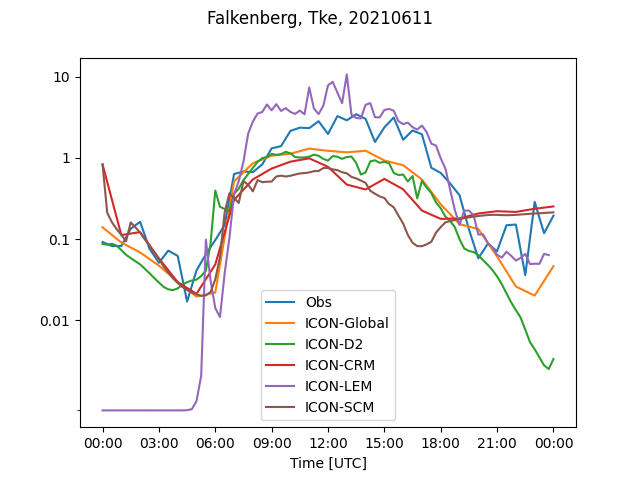 Falkenberg, Tke, 20210611
10
1
0.1
0.01
Obs
ICON-Global
ICON-D2
ICON-CRM
ICON-LEM
ICON-SCM
00:00 03:00 06:00 09:00 12:00 15:00 18:00 21:00 00:00
Time [UTC]